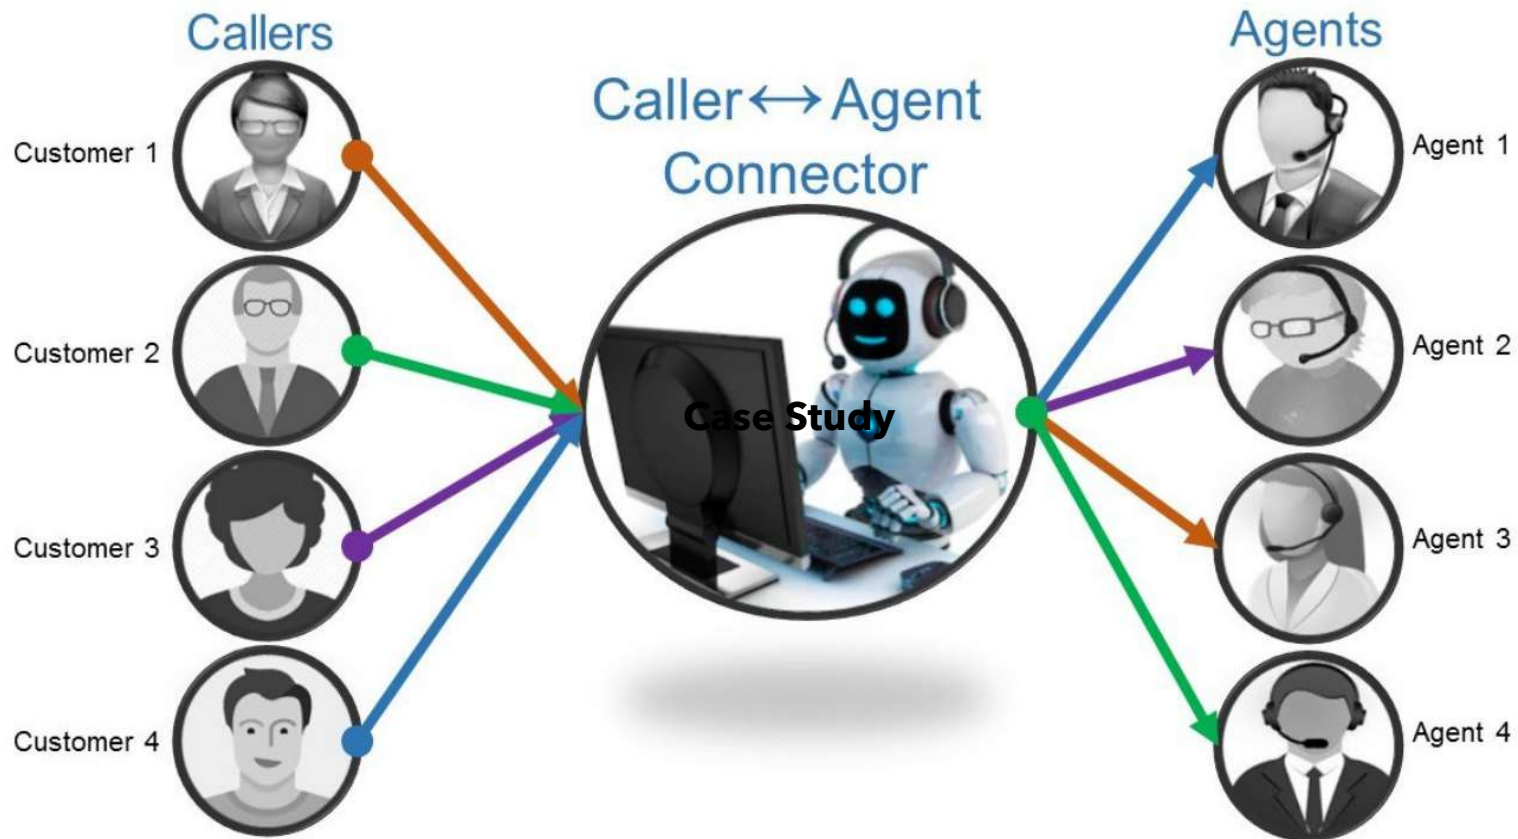 Callers
Agents
Caller↔Agent
Connector
Customer 1
Customer 2
Customer 3
Customer 4
Case Study
Agent 1
Agent 2
Agent 3
Agent 4